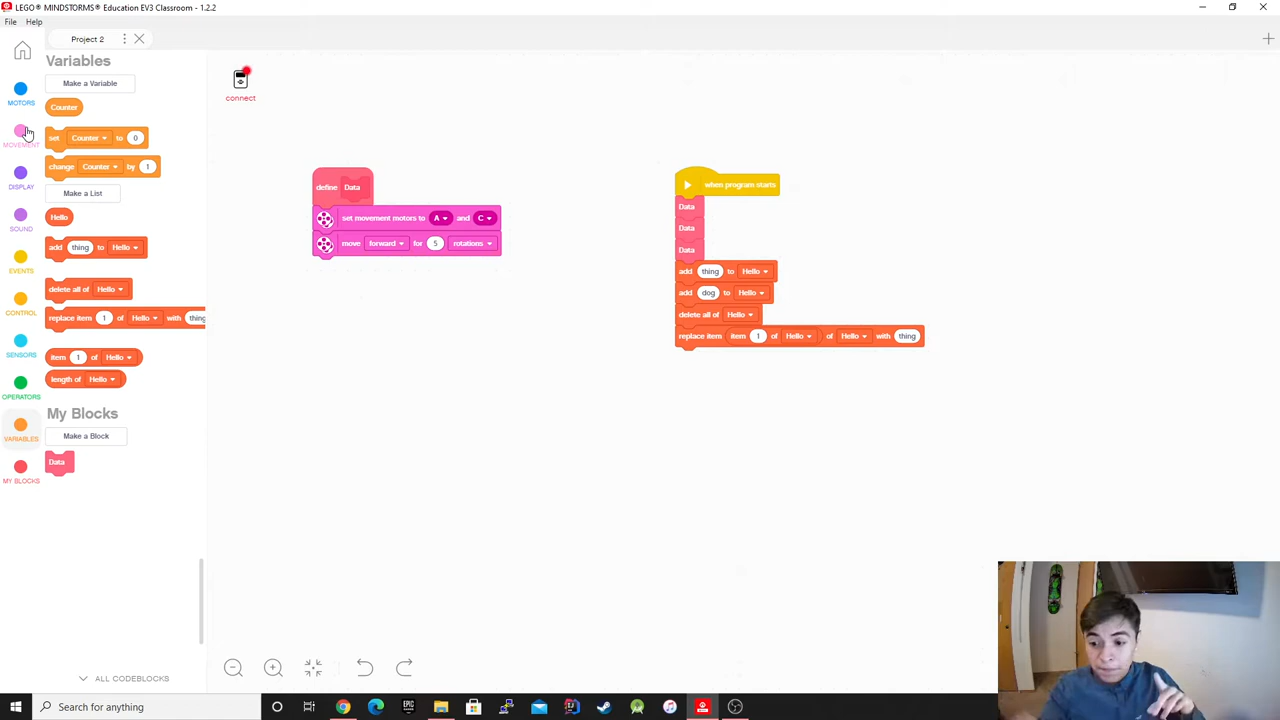 LEGO® MINDSTORMS® Education EV3 Classroom - 1.2.2
File Help
Project 2
Variables
Make a Variable
Counter
set Counter to 0
change Counter by 1
Make a List
Hello
add thing to Hello
delete all of Hello
replace item 1 of Hello with thing
item 1 of Hello
length of Hello
My Blocks
Make a Block
Data
MOTORS
MOVEMENT
DISPLAY
SOUND
EVENTS
CONTROL
SENSORS
OPERATORS
VARIABLES
MY BLOCKS
ALL CODEBLOCKS
connect
define Data
set movement motors to A and C
move forward for 5 rotations
when program starts
Data
Data
Data
add thing to Hello
add dog to Hello
delete all of Hello
replace item item 1 of Hello of Hello with thing
Search for anything
EPIC